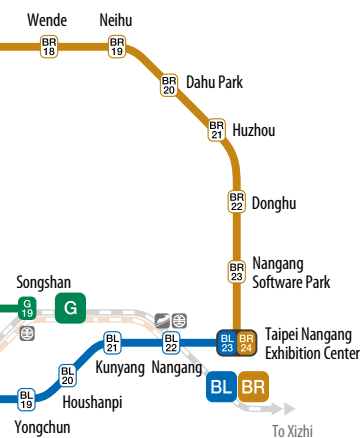 Wende
Neihu
BR
18
BR
19
BR
20
Dahu Park
BR
21
Huzhou
BR
22
Donghu
BR
23
Nangang
Software Park
Songshan
G
19
G
BL
21
BL
22
BL
23
BR
24
Taipei Nangang
Exhibition Center
Kunyang
Nangang
BL
20
Houshanpi
BL
BR
BL
19
Yongchun
To Xizhi